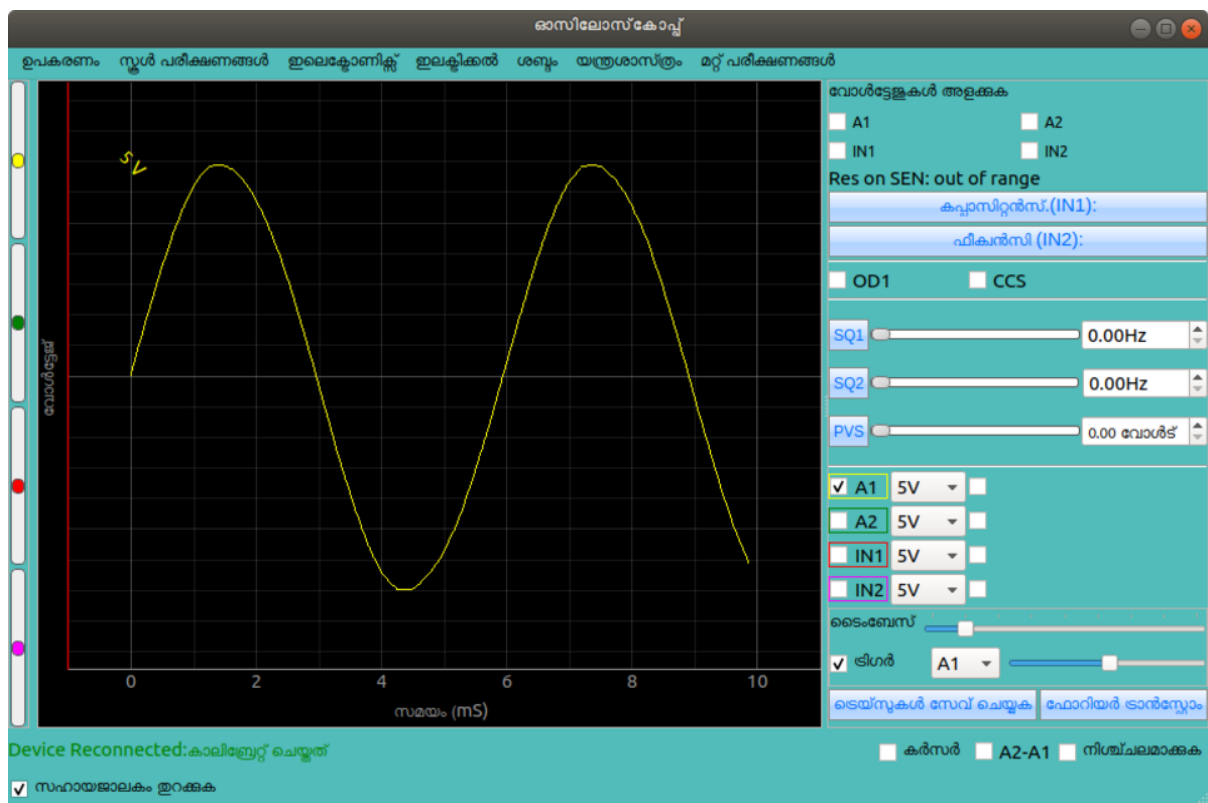 ഓസിലോസ്കോപ്പ്
ഉപകരണം സ്കൂൾ പരീക്ഷണങ്ങൾ ഇലെക്ട്രോണിക്സ് ഇലക്ട്രിക്കൽ ശബ്ദം യന്ത്രശാസ്ത്രം മറ്റ് പരീക്ഷണങ്ങൾ
5 V
വോൾട്ടേജ്
0 2 4 6 8 10
സമയം (mS)
വോൾട്ടേജുകൾ അളക്കുക
A1 A2
IN1 IN2
Res on SEN: out of range
കപ്പാസിറ്റൻസ്.(IN1):
ഫ്രീക്വൻസി (IN2):
OD1 CCS
SQ1 0.00Hz
SQ2 0.00Hz
PVS 0.00 വോൾട്
A1 5V
A2 5V
IN1 5V
IN2 5V
ടൈംബേസ്
ട്രിഗർ A1
ട്രെയ്‌സുകൾ സേവ് ചെയ്യുക ഫോറിയർ ട്രാൻസ്ഫോം
Device Reconnected:കാലിബ്രേറ്റ് ചെയ്തത് കർസർ A2-A1 നിശ്ചലമാക്കുക
സഹായജാലകം തുറക്കുക